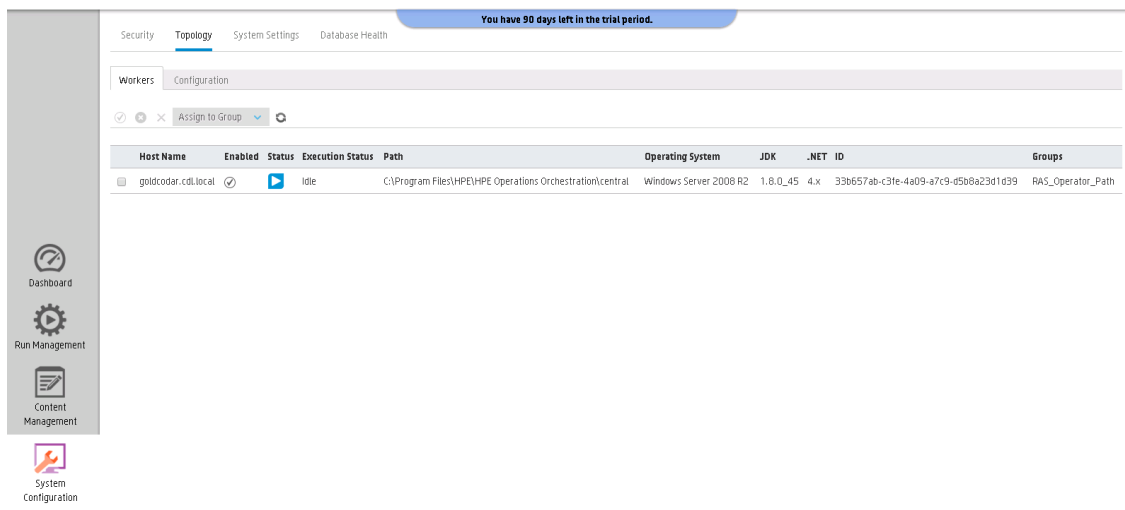 You have 90 days left in the trial period.
Security Topology System Settings Database Health
Workers Configuration
Assign to Group
Host Name Enabled Status Execution Status Path Operating System JDK .NET ID Groups
goldcodar.cdl.local Idle C:\Program Files\HPE\HPE Operations Orchestration\central Windows Server 2008 R2 1.8.0_45 4.x 33b657ab-c3fe-4a09-a7c9-d5b8a23d1d39 RAS_Operator_Path
Dashboard
Run Management
Content
Management
System
Configuration